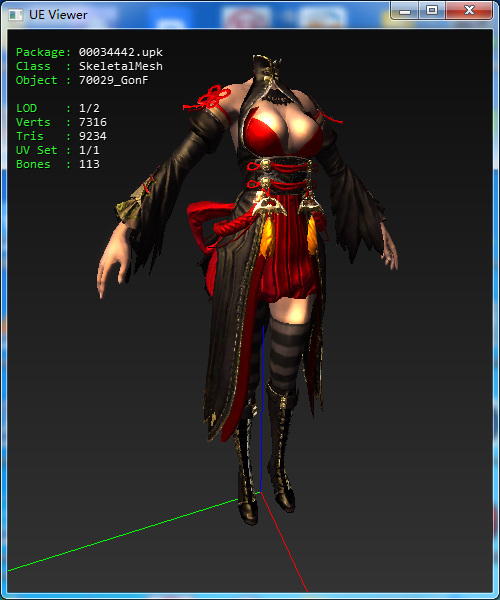 UE Viewer
Package: 00034442.upk
Class : SkeletalMesh
Object : 70029_GonF
LOD : 1/2
Verts : 7316
Tris : 9234
UV Set : 1/1
Bones : 113